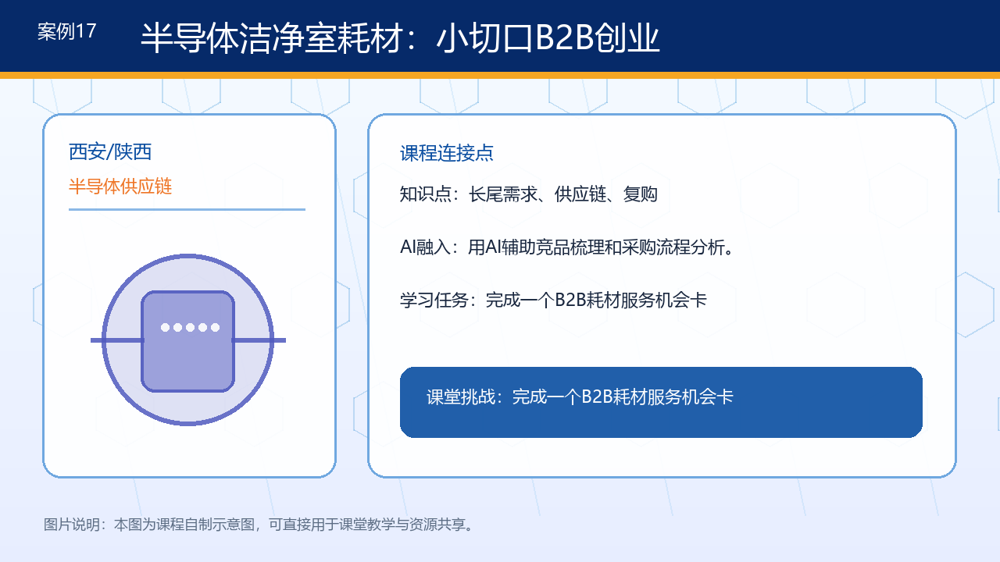 案例17
半导体洁净室耗材：小切口B2B创业
西安/陕西
半导体供应链
课程连接点
知识点：长尾需求、供应链、复购
AI融入：用AI辅助竞品梳理和采购流程分析。
学习任务：完成一个B2B耗材服务机会卡
课堂挑战：完成一个B2B耗材服务机会卡
图片说明：本图为课程自制示意图，可直接用于课堂教学与资源共享。